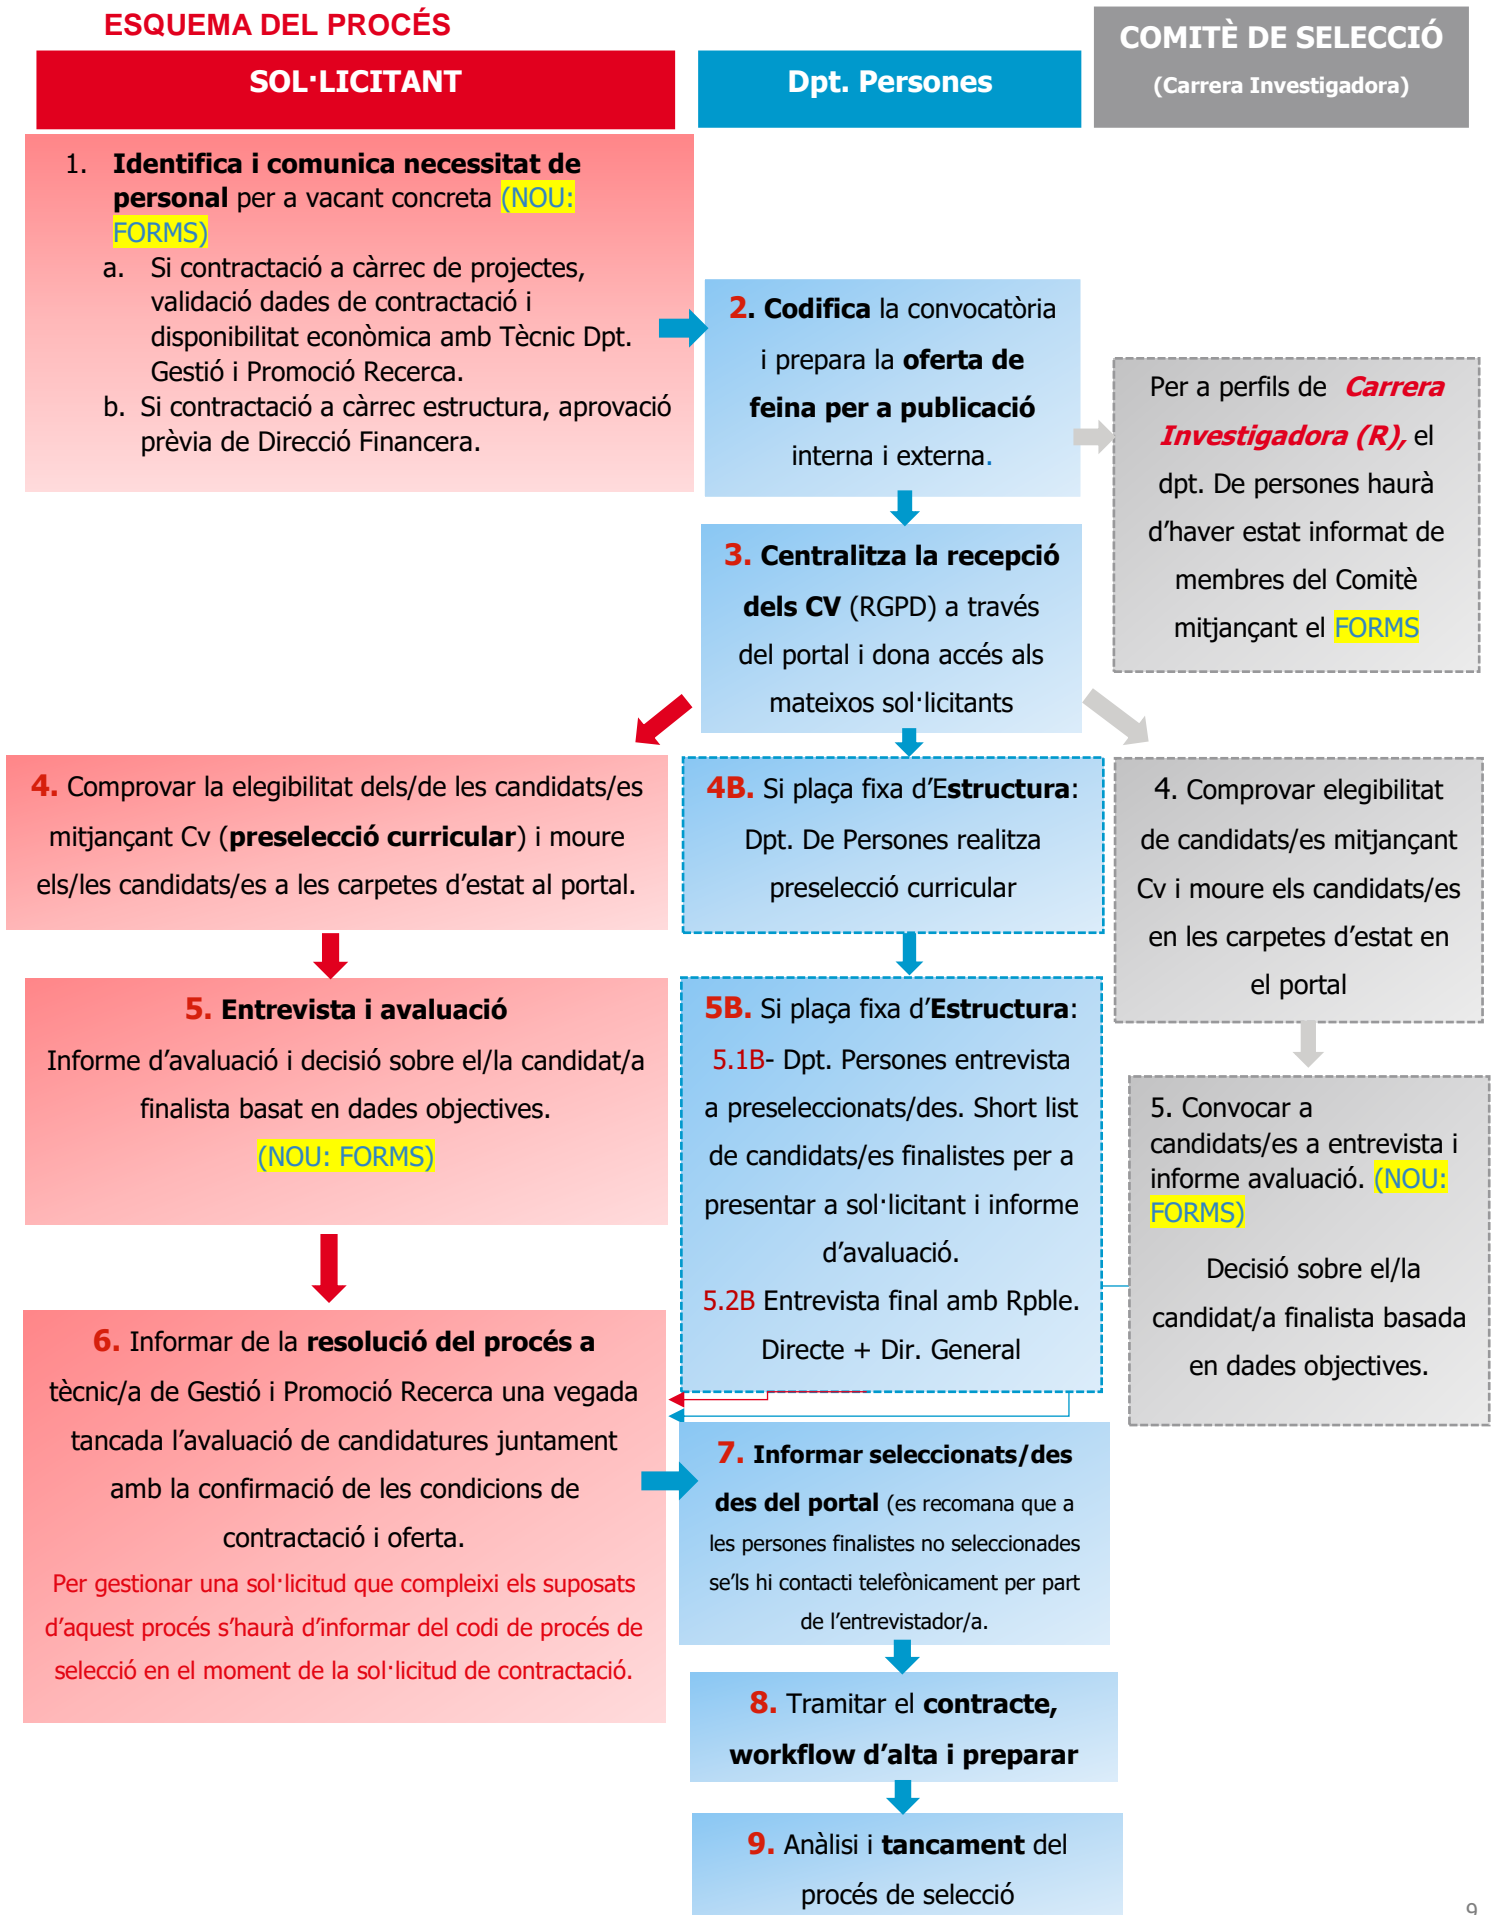 ESQUEMA DEL PROCÉS
SOL·LICITANT
Dpt. Persones
COMITÈ DE SELECCIÓ
(Carrera Investigadora)
1. Identifica i comunica necessitat de
personal per a vacant concreta (NOU:
FORMS)
a. Si contractació a càrrec de projectes,
validació dades de contractació i
disponibilitat econòmica amb Tècnic Dpt.
Gestió i Promoció Recerca.
b. Si contractació a càrrec estructura, aprovació
prèvia de Direcció Financera.
2. Codifica la convocatòria
i prepara la oferta de
feina per a publicació
interna i externa.
Per a perfils de Carrera
Investigadora (R), el
dpt. De persones haurà
d’haver estat informat de
membres del Comitè
mitjançant el FORMS
3. Centralitza la recepció
dels CV (RGPD) a través
del portal i dona accés als
mateixos sol·licitants
4. Comprovar la elegibilitat dels/de les candidats/es
mitjançant Cv (preselecció curricular) i moure
els/les candidats/es a les carpetes d’estat al portal.
4B. Si plaça fixa d’Estructura:
Dpt. De Persones realitza
preselecció curricular
4. Comprovar elegibilitat
de candidats/es mitjançant
Cv i moure els candidats/es
en les carpetes d’estat en
el portal
5. Entrevista i avaluació
Informe d’avaluació i decisió sobre el/la candidat/a
finalista basat en dades objectives.
(NOU: FORMS)
5B. Si plaça fixa d’Estructura:
5.1B- Dpt. Persones entrevista
a preseleccionats/des. Short list
de candidats/es finalistes per a
presentar a sol·licitant i informe
d’avaluació.
5.2B Entrevista final amb Rpble.
Directe + Dir. General
5. Convocar a
candidats/es a entrevista i
informe avaluació. (NOU:
FORMS)
Decisió sobre el/la
candidat/a finalista basada
en dades objectives.
6. Informar de la resolució del procés a
tècnic/a de Gestió i Promoció Recerca una vegada
tancada l’avaluació de candidatures juntament
amb la confirmació de les condicions de
contractació i oferta.
Per gestionar una sol·licitud que compleixi els suposats
d’aquest procés s’haurà d’informar del codi de procés de
selecció en el moment de la sol·licitud de contractació.
7. Informar seleccionats/des
des del portal (es recomana que a
les persones finalistes no seleccionades
se’ls hi contacti telefònicament per part
de l’entrevistador/a.
8. Tramitar el contracte,
workflow d’alta i preparar
9. Anàlisi i tancament del
procés de selecció
9